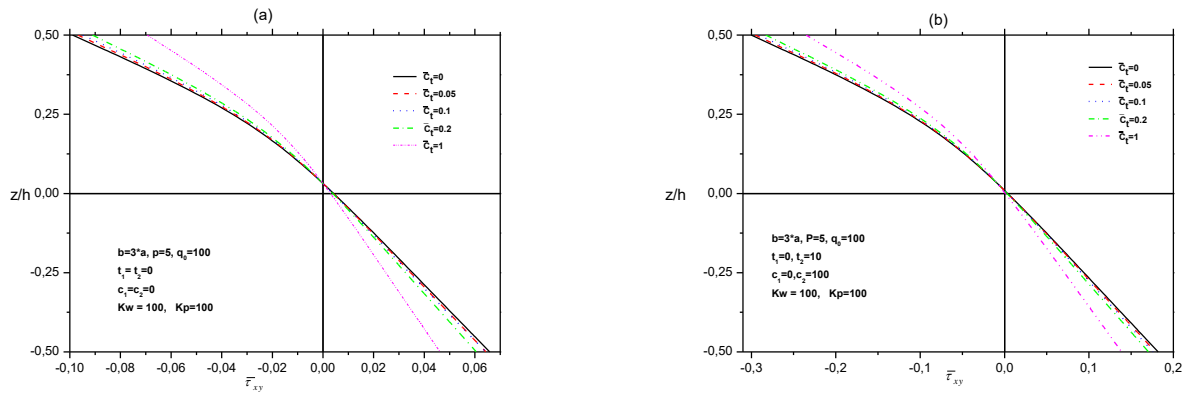 (a)
0,50
0,25
z/h
0,00
-0,25
-0,50
-0,10
-0,08
-0,06
-0,04
-0,02
0,00
0,02
0,04
0,06
τ̅xy
C̅t=0
C̅t=0.05
C̅t=0.1
C̅t=0.2
C̅t=1
b=3*a, p=5, q0=100
t1= t2=0
c1=c2=0
Kw = 100, Kp=100
(b)
0,50
0,25
z/h
0,00
-0,25
-0,50
-0,3
-0,2
-0,1
0,0
0,1
0,2
τ̅xy
C̅t=0
C̅t=0.05
C̅t=0.1
C̅t=0.2
C̅t=1
b=3*a, P=5, q0=100
t1=0, t2=10
c1=0,c2=100
Kw = 100, Kp=100